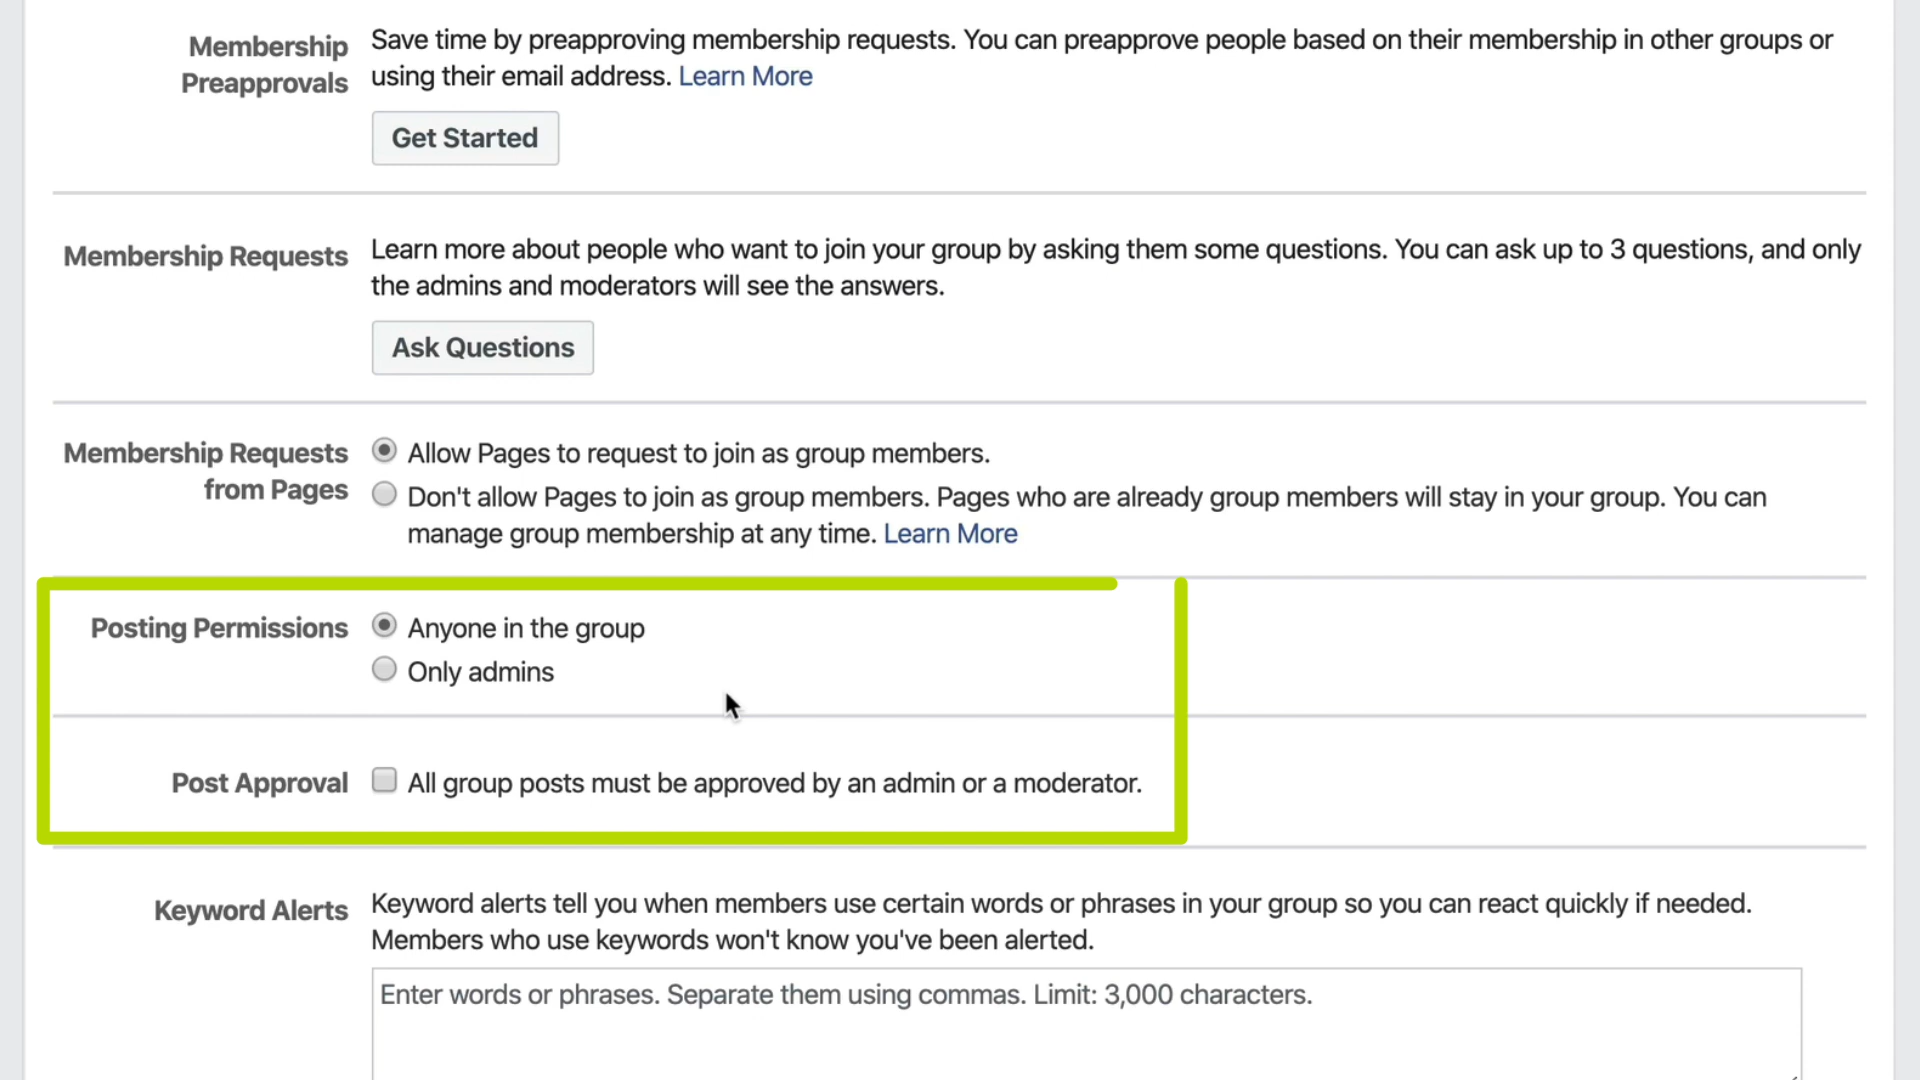 Membership
Preapprovals
Save time by preapproving membership requests. You can preapprove people based on their membership in other groups or
using their email address. Learn More
Get Started
Membership Requests
Learn more about people who want to join your group by asking them some questions. You can ask up to 3 questions, and only
the admins and moderators will see the answers.
Ask Questions
Membership Requests
from Pages
Allow Pages to request to join as group members.
Don't allow Pages to join as group members. Pages who are already group members will stay in your group. You can
manage group membership at any time. Learn More
Posting Permissions
Anyone in the group
Only admins
Post Approval
All group posts must be approved by an admin or a moderator.
Keyword Alerts
Keyword alerts tell you when members use certain words or phrases in your group so you can react quickly if needed.
Members who use keywords won't know you've been alerted.
Enter words or phrases. Separate them using commas. Limit: 3,000 characters.